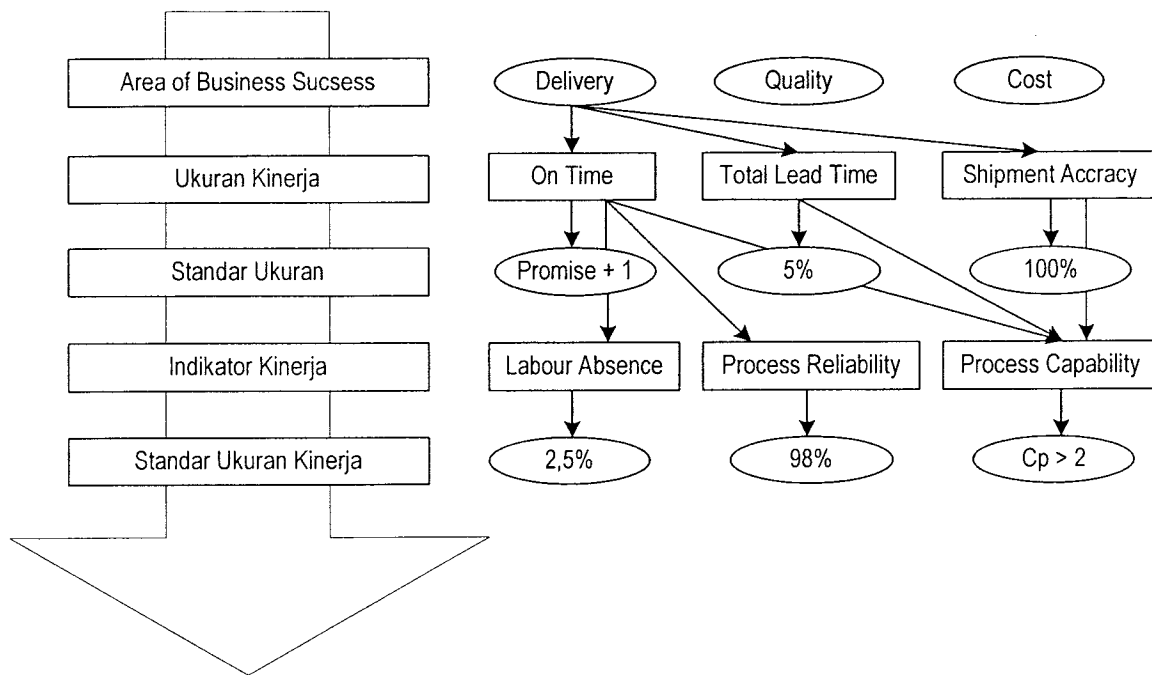 Area of Business Sucsess
Delivery
Quality
Cost
Ukuran Kinerja
On Time
Total Lead Time
Shipment Accracy
Standar Ukuran
Promise + 1
5%
100%
Indikator Kinerja
Labour Absence
Process Reliability
Process Capability
Standar Ukuran Kinerja
2,5%
98%
Cp > 2